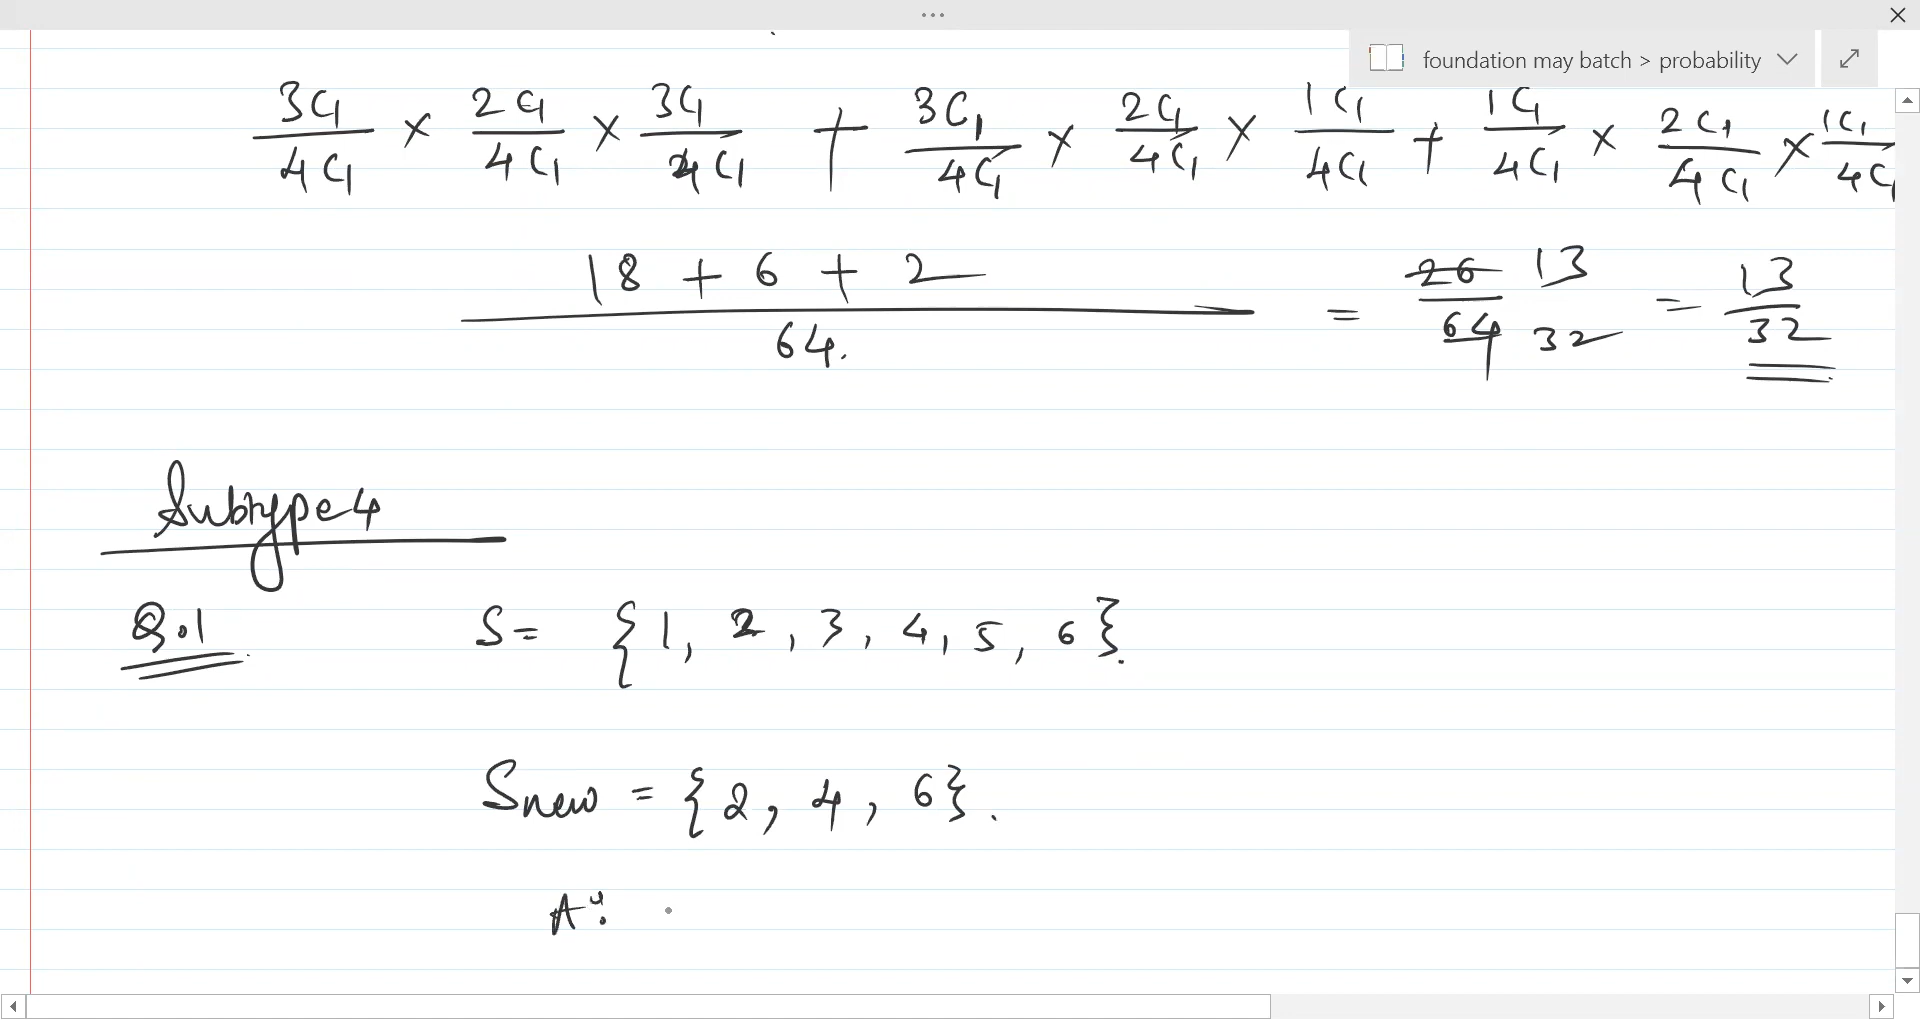 foundation may batch > probability
3C1/4C1 × 2C1/4C1 × 3C1/4C1 + 3C1/4C1 × 2C1/4C1 × 1C1/4C1 + 1C1/4C1 × 2C1/4C1 × 1C1/4C1
18 + 6 + 2 / 64. = 26/64 13/32 = 13/32
Subtype 4
Q.1 S = {1, 2, 3, 4, 5, 6}.
Snew = {2, 4, 6}.
A: